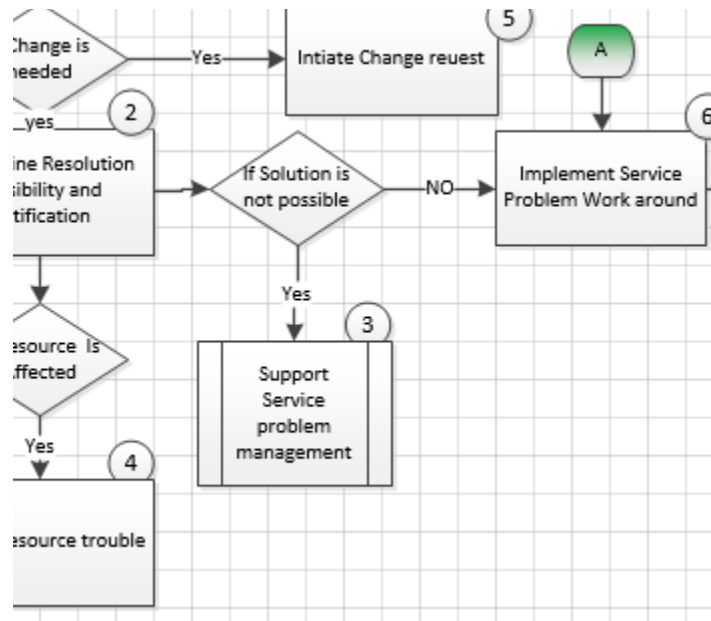 5
Change is
needed
Yes
Intiate Change reuest
A
yes
2
6
ine Resolution
sibility and
tification
If Solution is
not possible
NO
Implement Service
Problem Work around
Yes
3
esource Is
ffected
Support
Service
problem
management
Yes
4
esource trouble